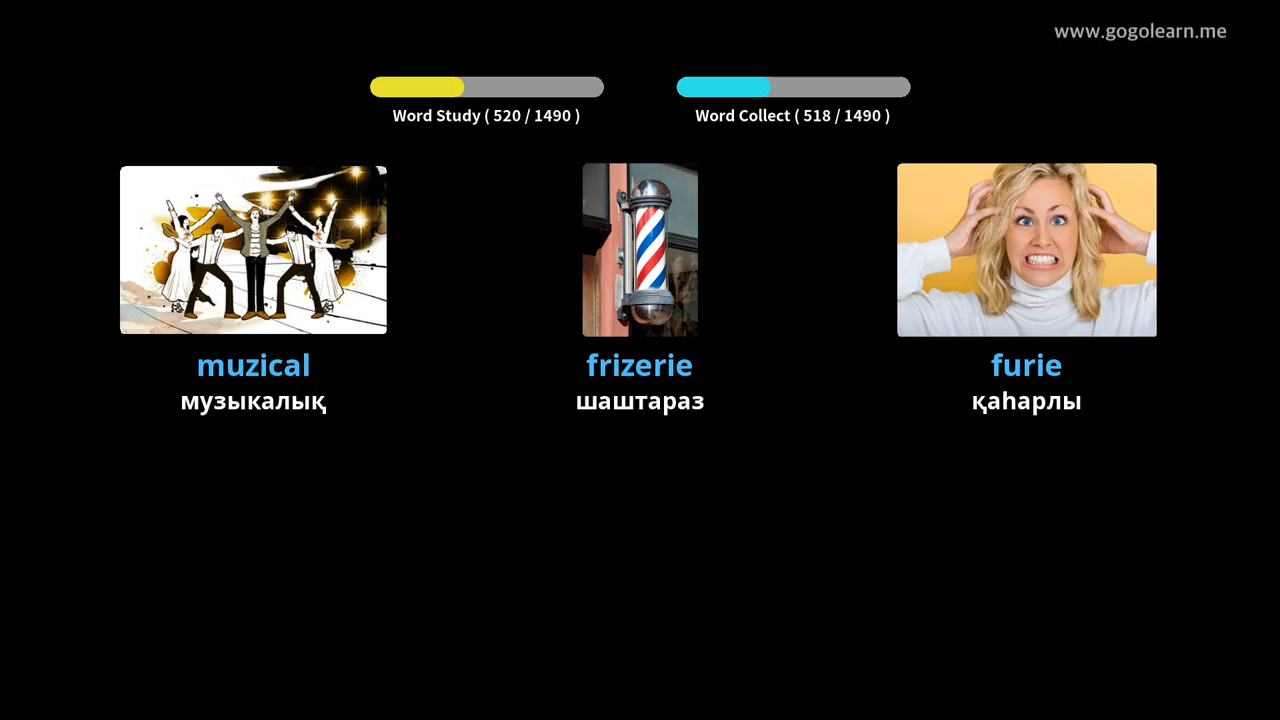 www.gogolearn.me
Word Study ( 520 / 1490 )
Word Collect ( 518 / 1490 )
muzical
frizerie
furie
музыкалық
шаштараз
қаһарлы